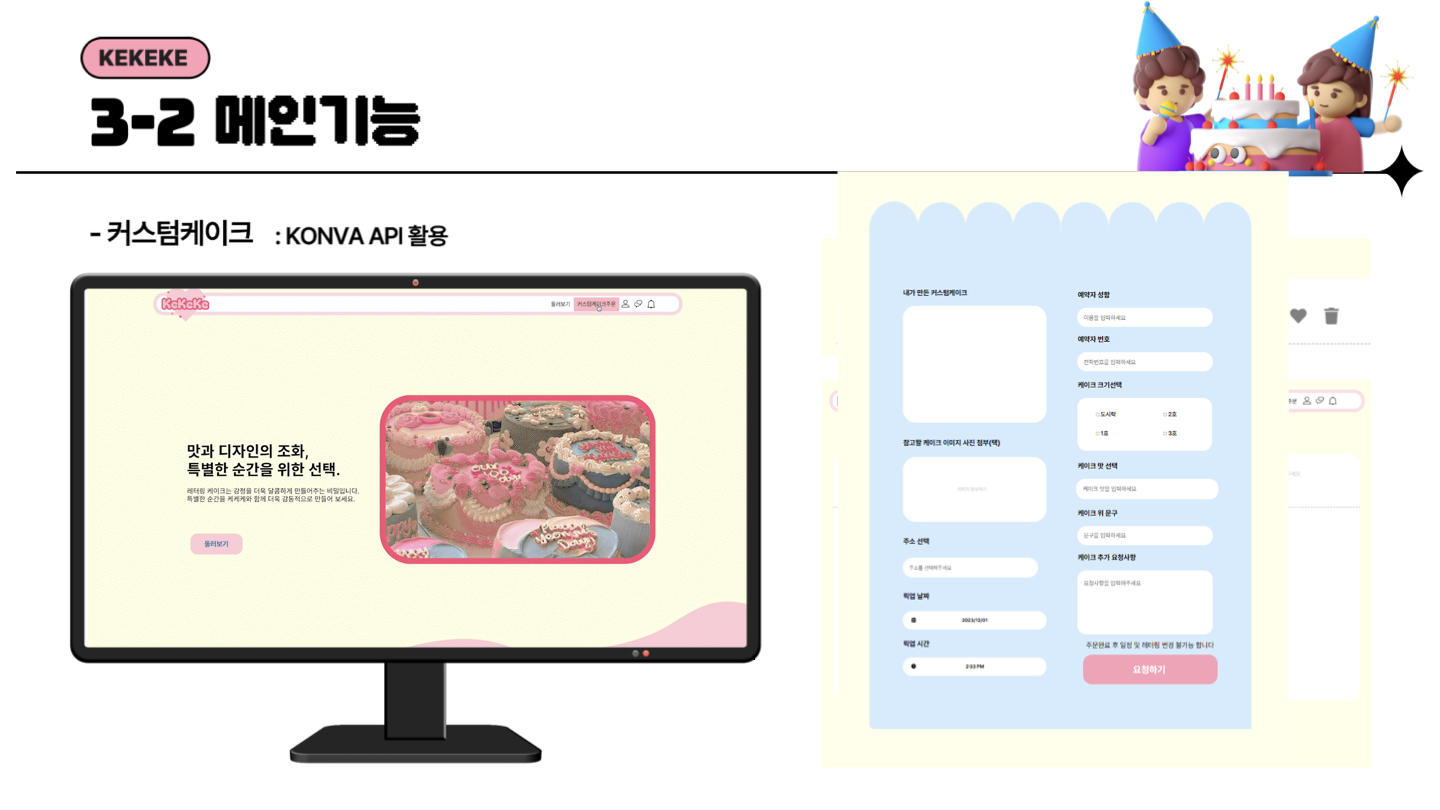 KEKEKE
3-2 메인기능
- 커스텀케이크 : KONVA API 활용
KeKeKe
둘러보기 커스텀케이크주문
맛과 디자인의 조화,
특별한 순간을 위한 선택.
레터링 케이크는 감정을 더욱 달콤하게 만들어주는 비밀입니다.
특별한 순간을 케케케와 함께 더욱 감동적으로 만들어 보세요.
둘러보기
내가 만든 커스텀케이크
참고할 케이크 이미지 사진 첨부(택)
주소 선택
주소를 선택해주세요
픽업 날짜
2023/12/01
픽업 시간
2:33 PM
예약자 성함
이름을 입력하세요
예약자 번호
전화번호를 입력하세요
케이크 크기선택
도시락 2호
1호 3호
케이크 맛 선택
케이크 맛을 입력하세요
케이크 위 문구
문구를 입력하세요
케이크 추가 요청사항
요청사항을 입력해주세요
주문완료 후 일정 및 레터링 변경 불가능 합니다
요청하기